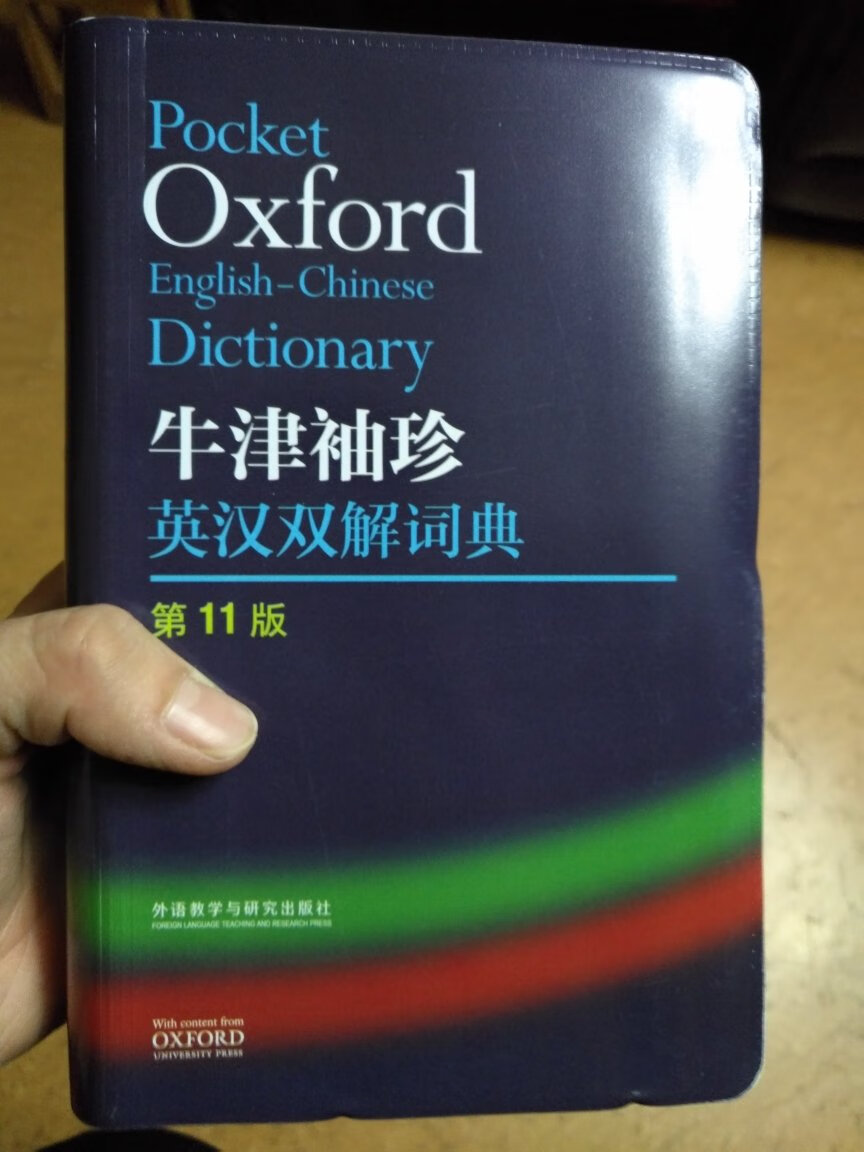 Pocket
Oxford
English-Chinese
Dictionary
牛津袖珍
英汉双解词典
第11版
外语教学与研究出版社
FOREIGN LANGUAGE TEACHING AND RESEARCH PRESS
With content from
OXFORD
UNIVERSITY PRESS